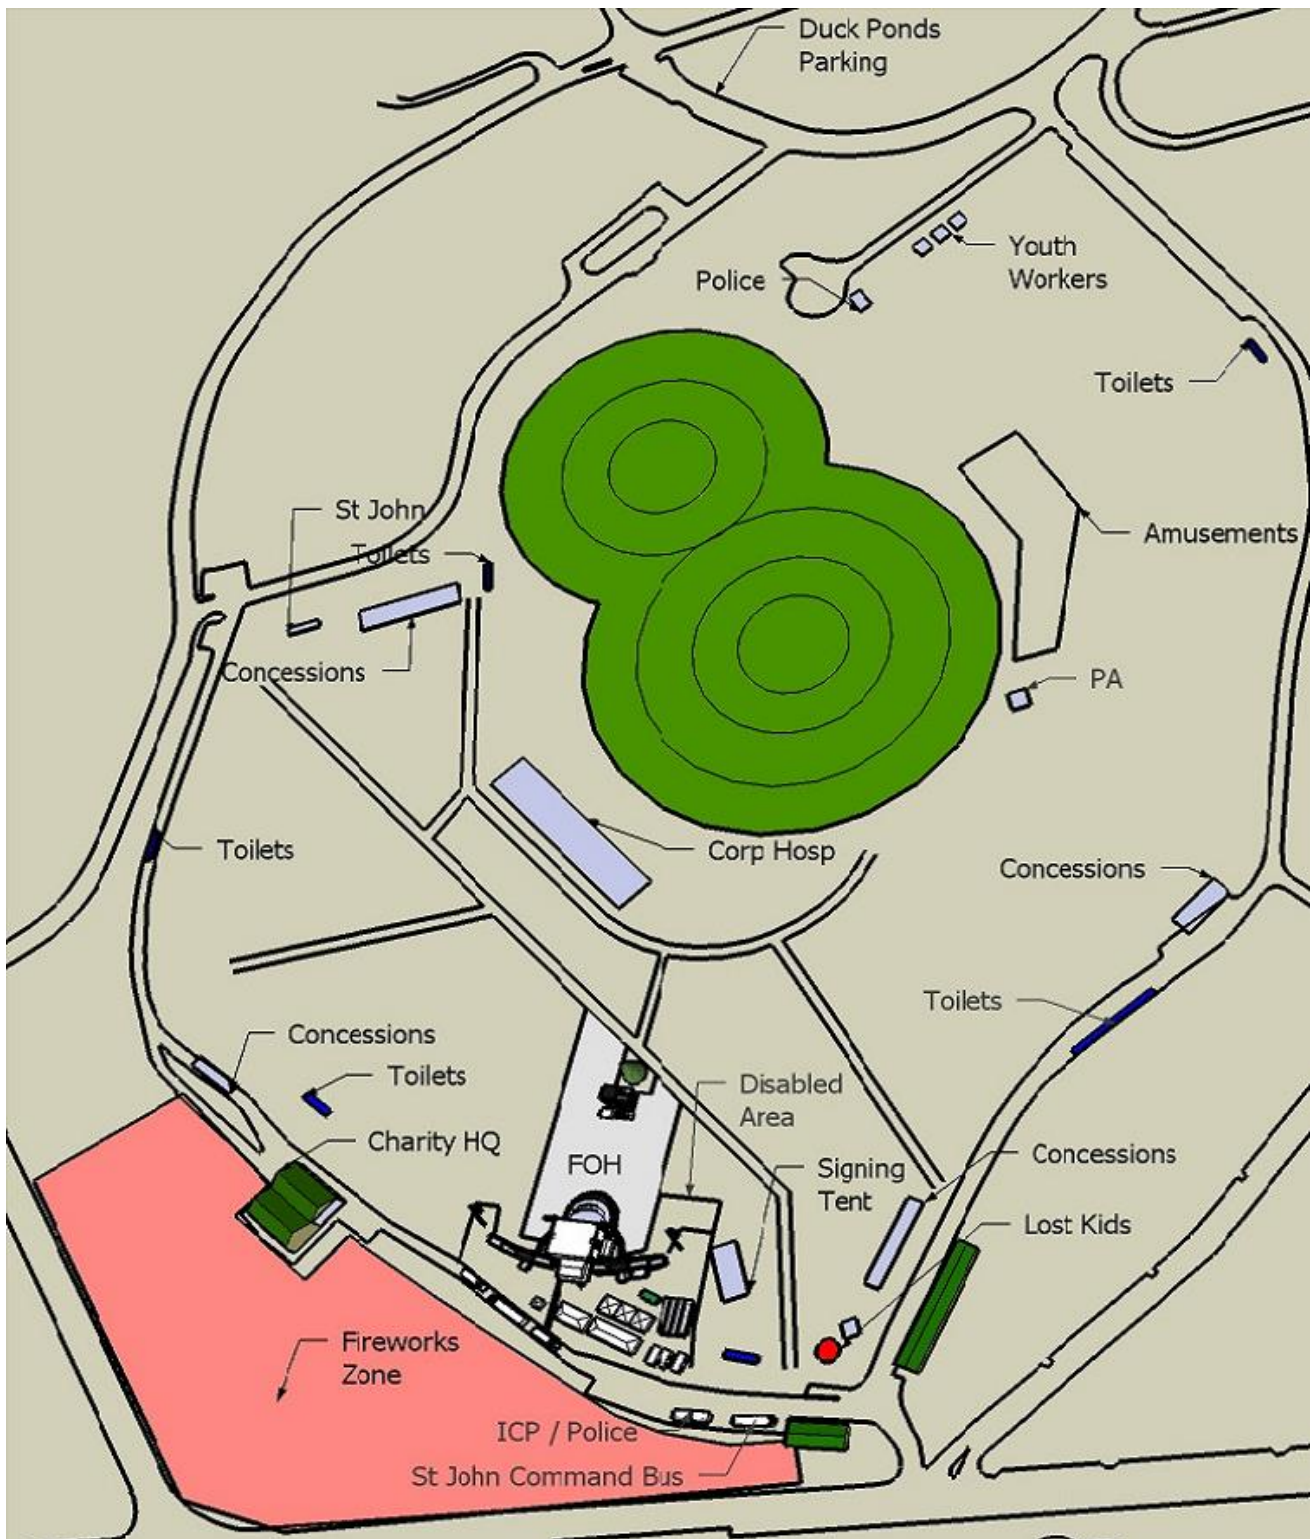 Duck Ponds
Parking
Youth
Workers
Police
Toilets
St John
Amusements
Toilets
Concessions
PA
Toilets
Corp Hosp
Concessions
Toilets
Concessions
Toilets
Disabled
Area
Charity HQ
FOH
Signing
Tent
Concessions
Lost Kids
Fireworks
Zone
ICP / Police
St John Command Bus